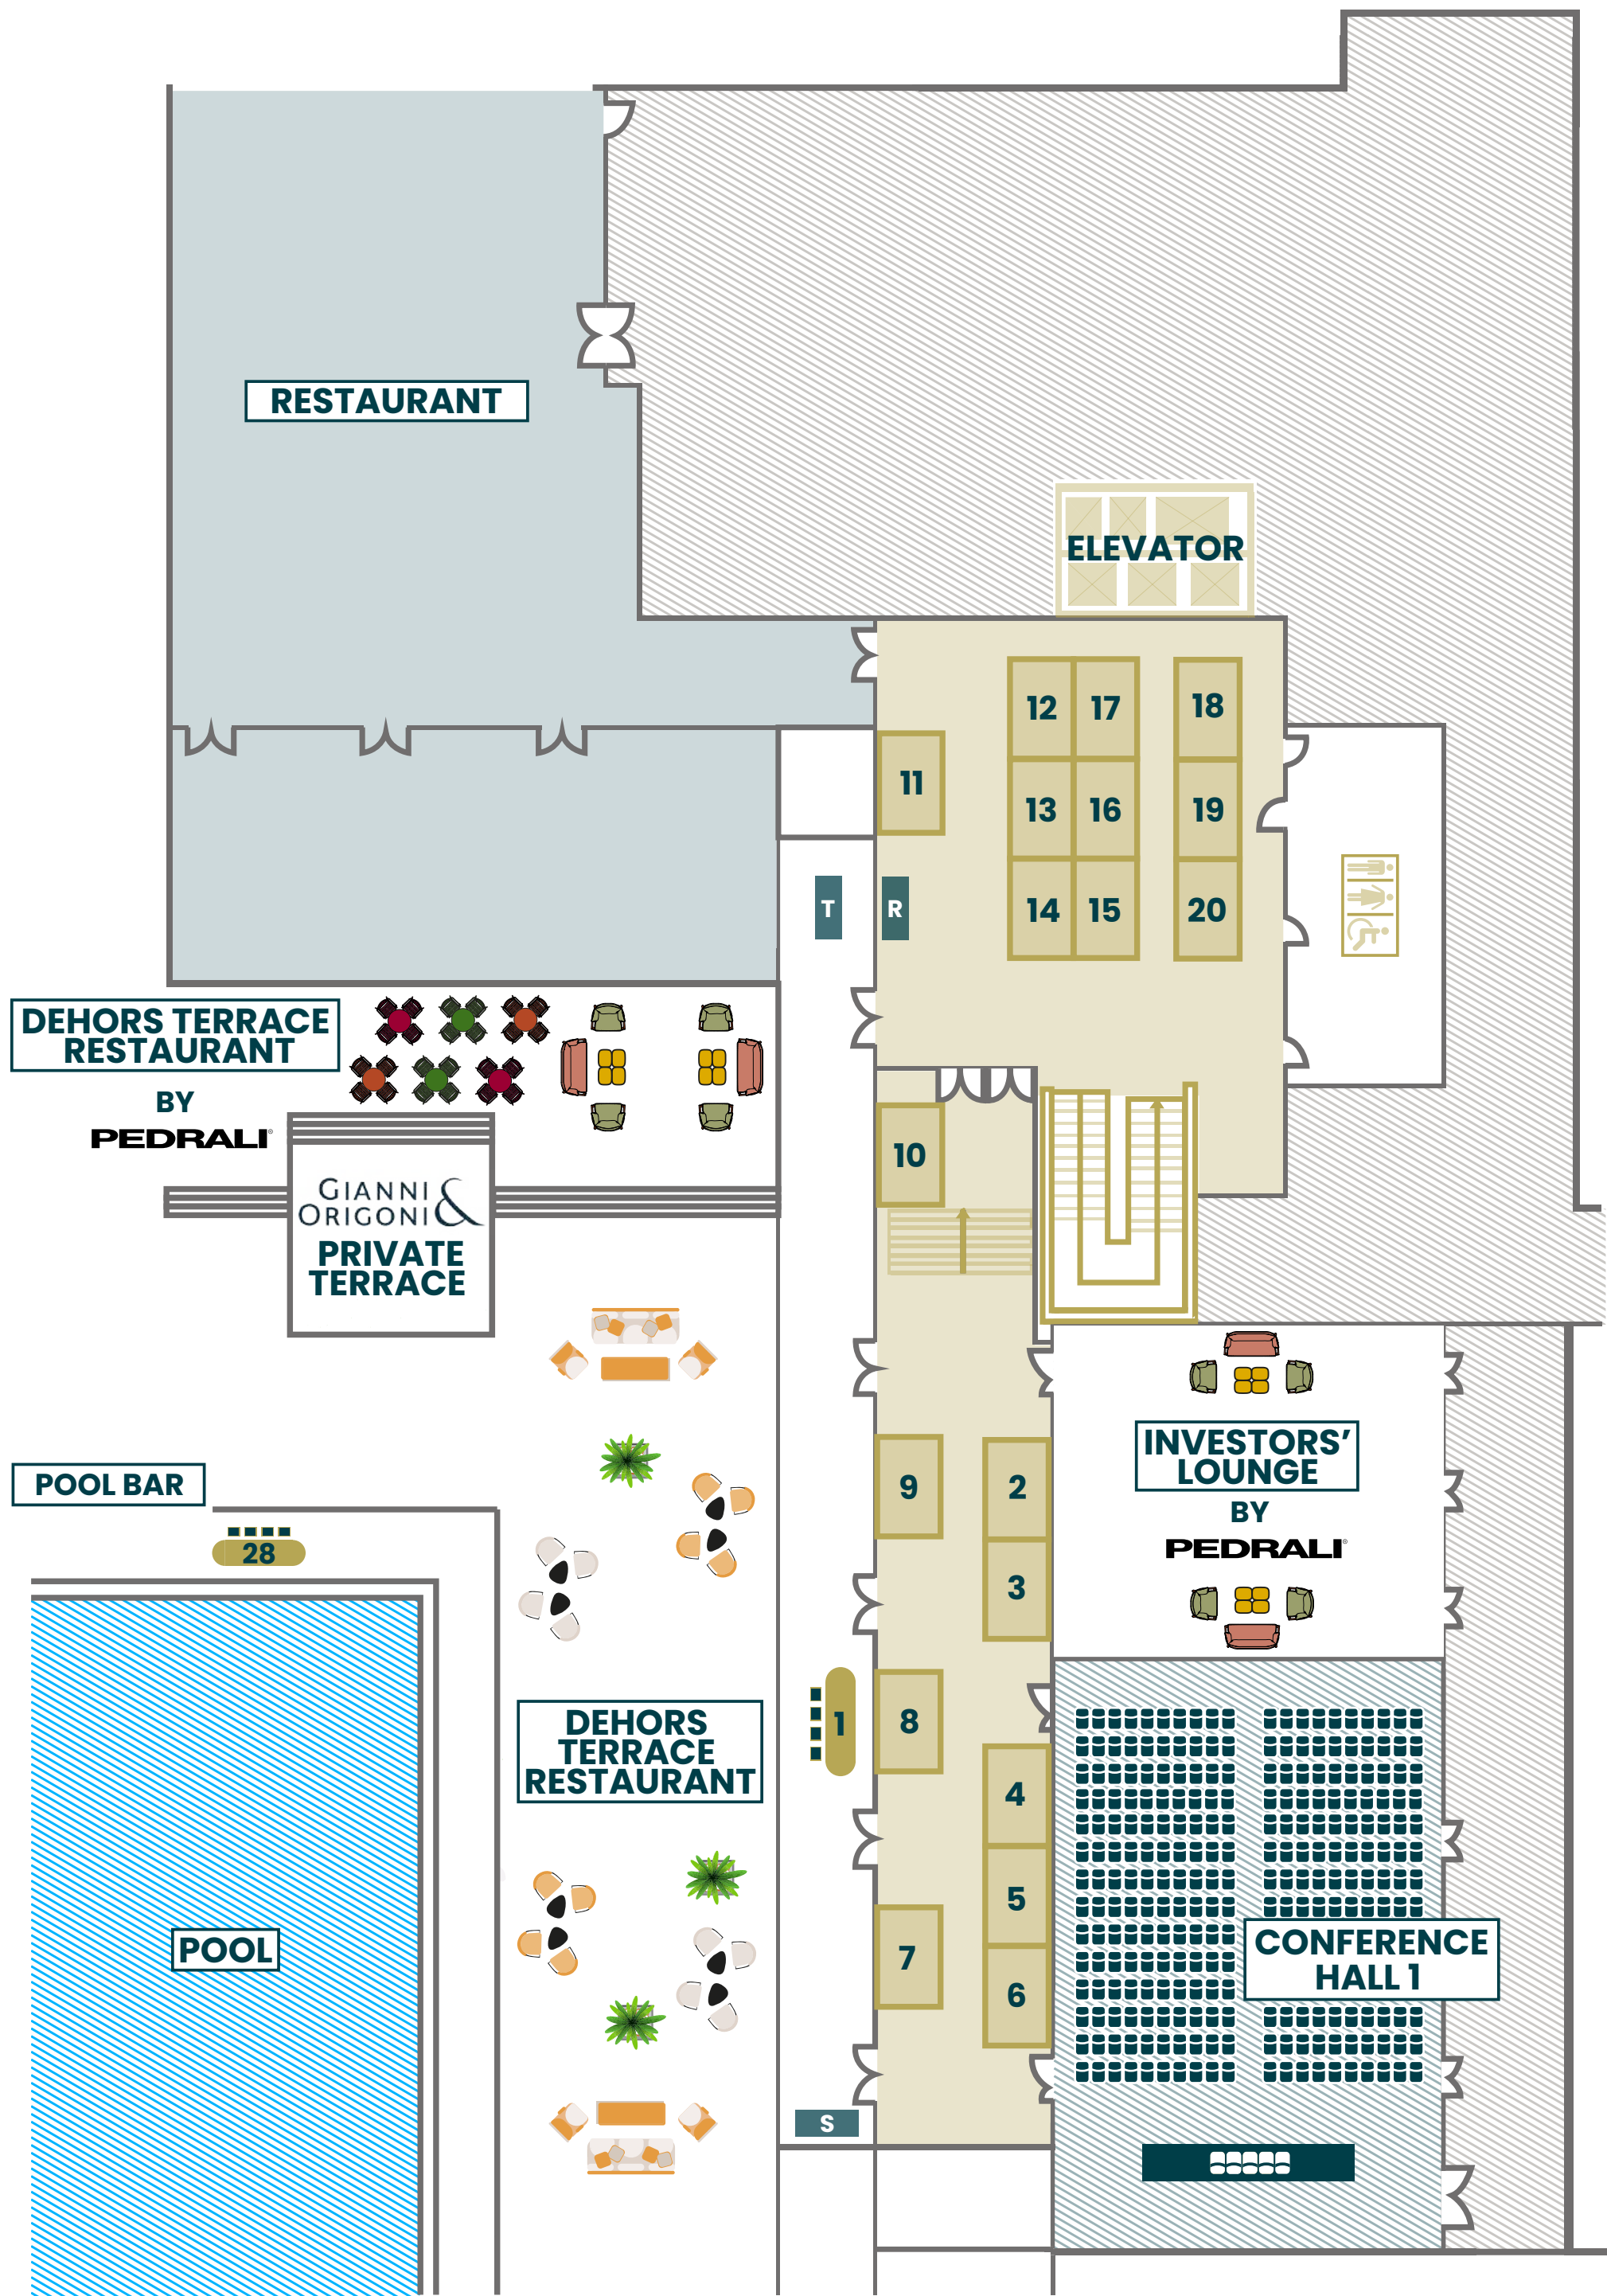 RESTAURANT
ELEVATOR
12
17
18
11
13
16
19
T
R
14
15
20
DEHORS TERRACE
RESTAURANT
BY
PEDRALI®
10
GIANNI &
ORIGONI
PRIVATE
TERRACE
INVESTORS’
LOUNGE
BY
PEDRALI®
POOL BAR
28
9
2
3
DEHORS
TERRACE
RESTAURANT
1
8
4
5
7
6
POOL
CONFERENCE
HALL 1
S